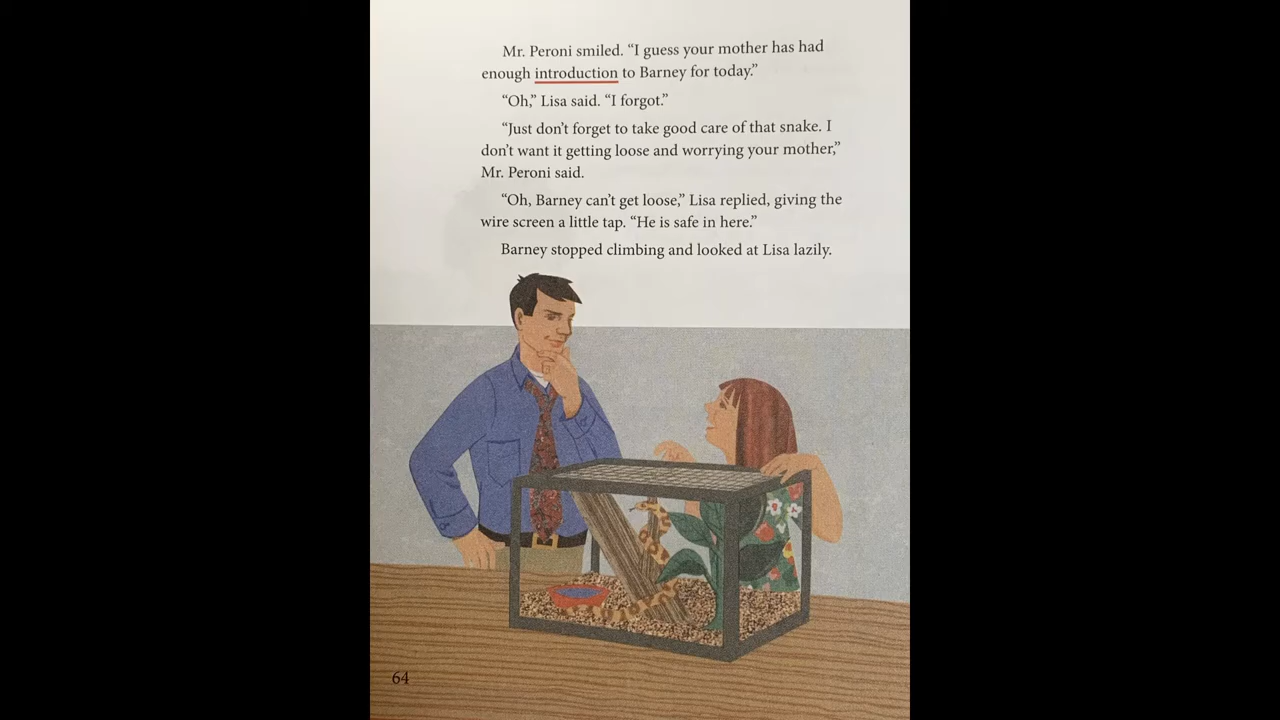 Mr. Peroni smiled. “I guess your mother has had
enough introduction to Barney for today.”
“Oh,” Lisa said. “I forgot.”
“Just don’t forget to take good care of that snake. I
don’t want it getting loose and worrying your mother,”
Mr. Peroni said.
“Oh, Barney can’t get loose,” Lisa replied, giving the
wire screen a little tap. “He is safe in here.”
Barney stopped climbing and looked at Lisa lazily.
64